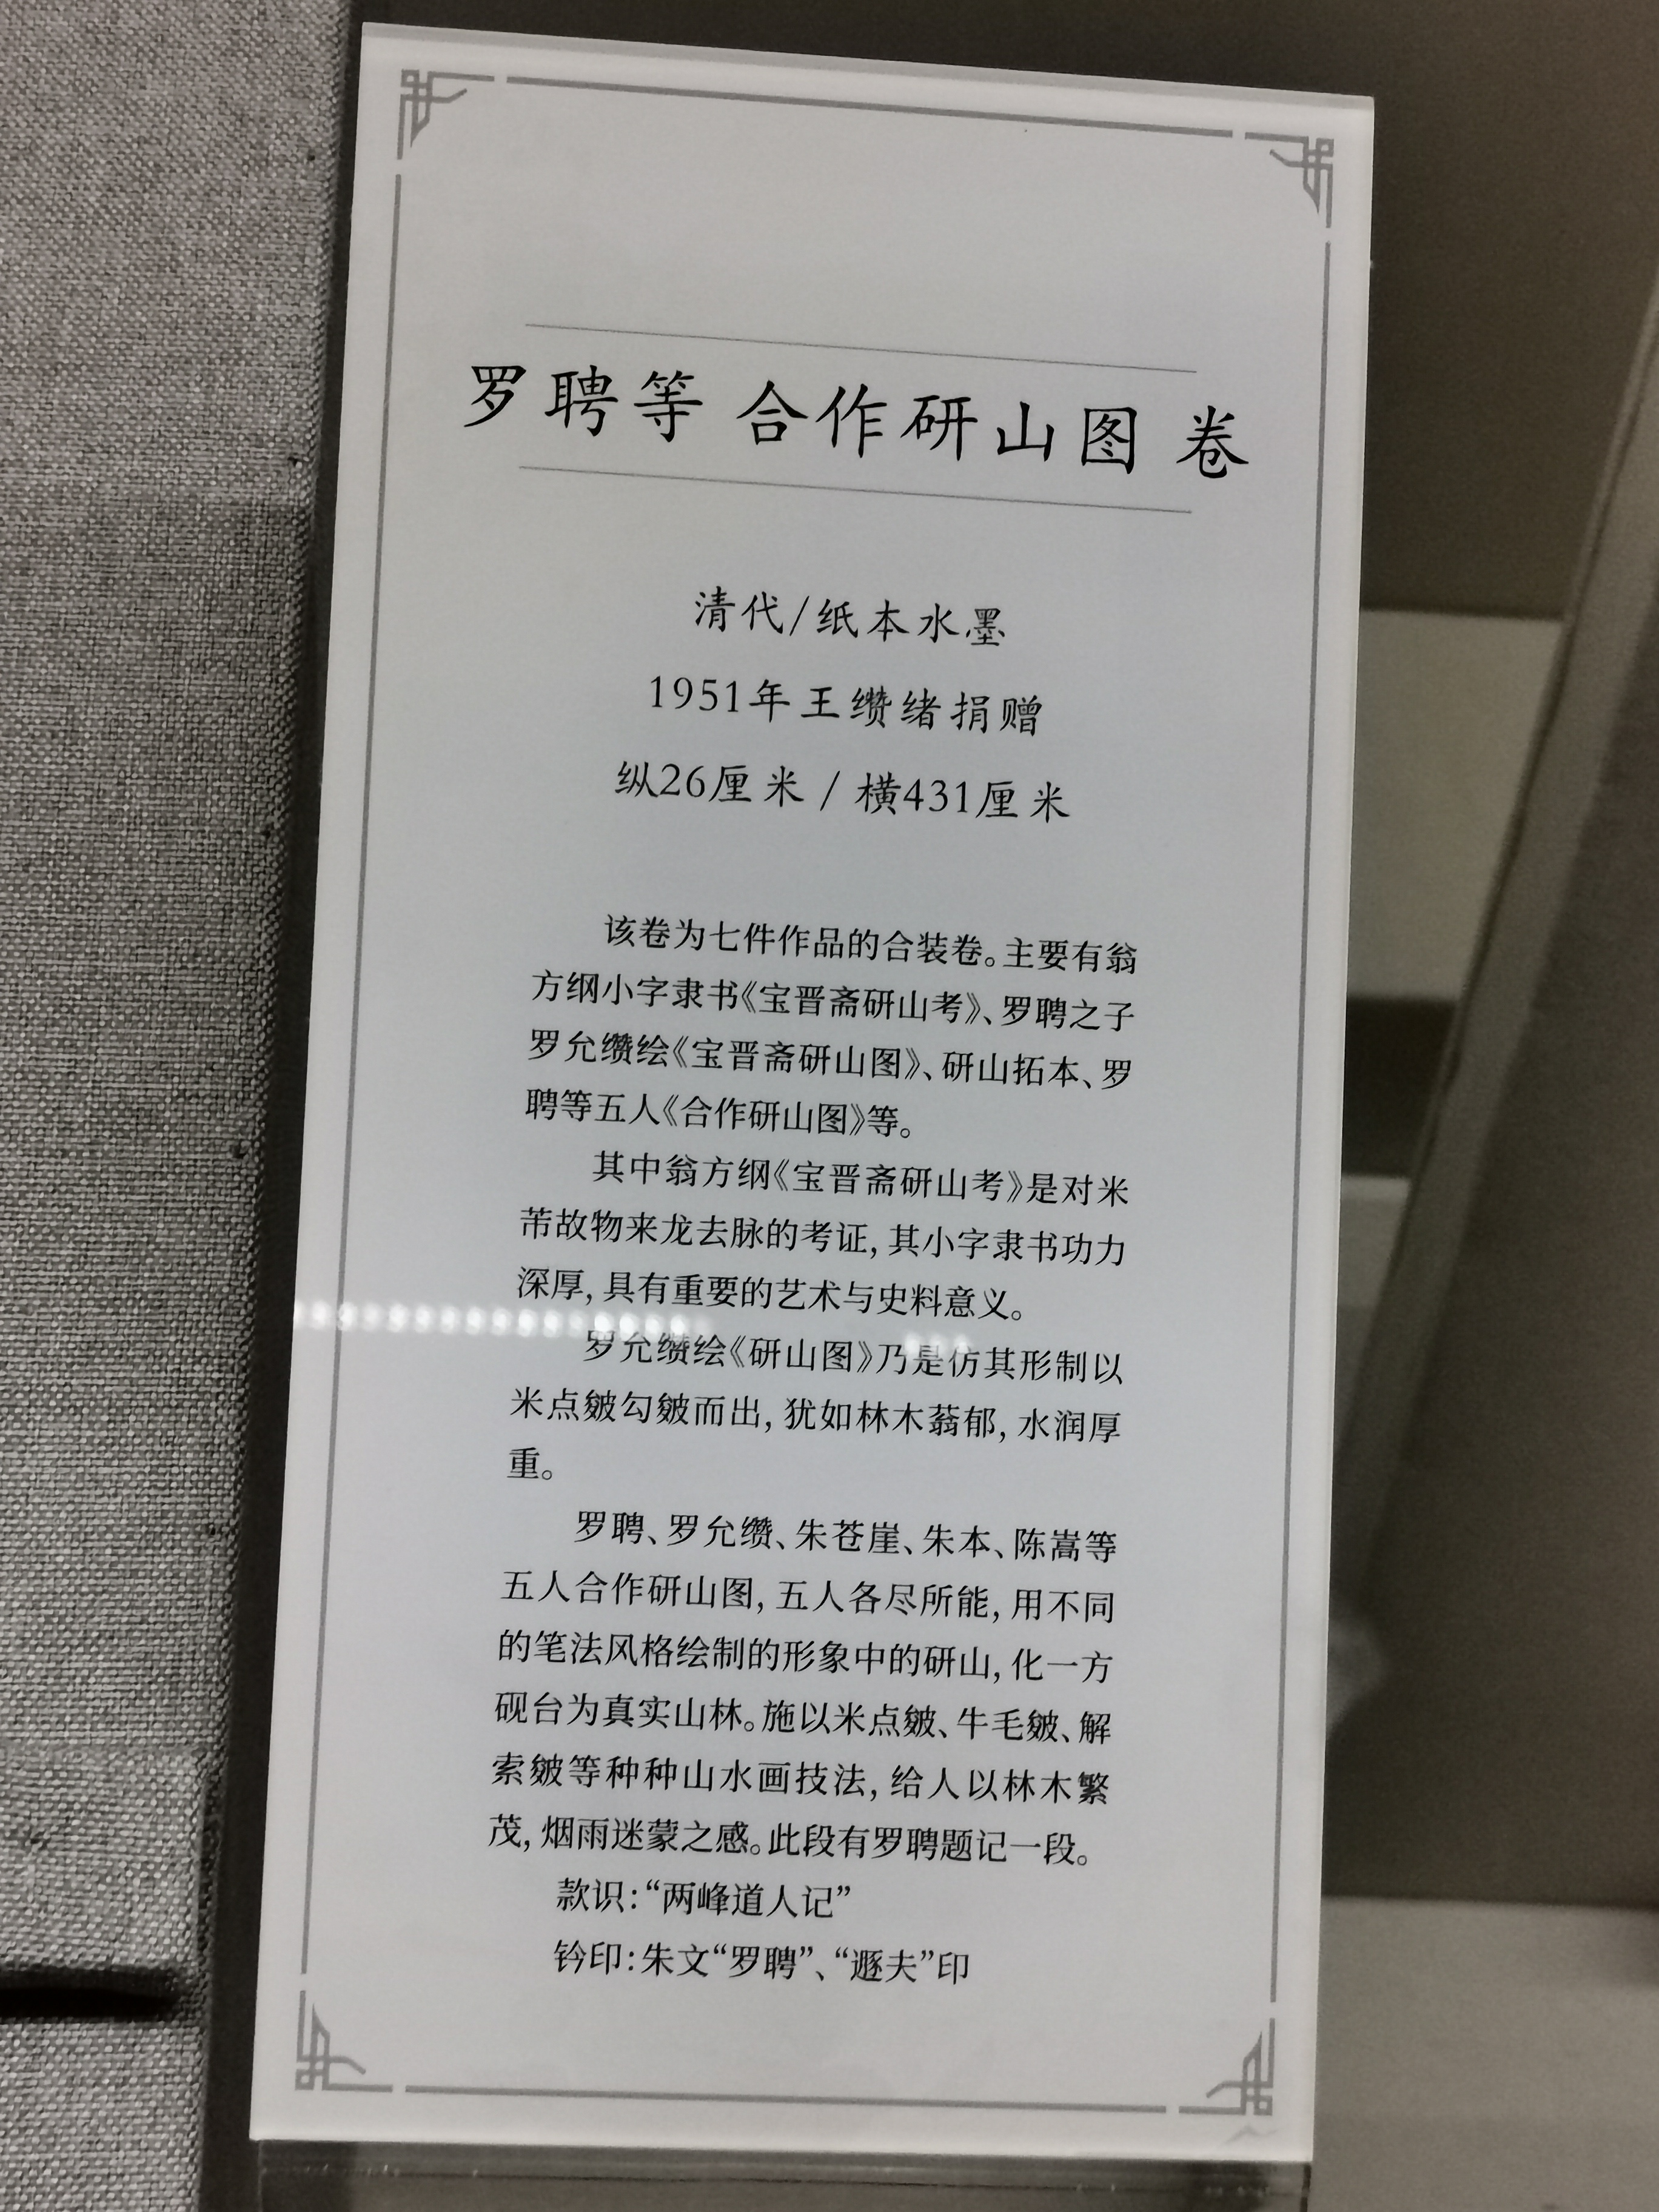 罗聘等 合作研山图 卷
清代/纸本水墨
1951年王缵绪捐赠
纵26厘米 / 横431厘米
该卷为七件作品的合装卷。主要有翁
方纲小字隶书《宝晋斋研山考》、罗聘之子
罗允缵绘《宝晋斋研山图》、研山拓本、罗
聘等五人《合作研山图》等。
其中翁方纲《宝晋斋研山考》是对米
芾故物来龙去脉的考证,其小字隶书功力
深厚,具有重要的艺术与史料意义。
罗允缵绘《研山图》乃是仿其形制以
米点皴勾皴而出,犹如林木蓊郁,水润厚
重。
罗聘、罗允缵、朱苍崖、朱本、陈嵩等
五人合作研山图,五人各尽所能,用不同
的笔法风格绘制的形象中的研山,化一方
砚台为真实山林。施以米点皴、牛毛皴、解
索皴等种种山水画技法,给人以林木繁
茂,烟雨迷蒙之感。此段有罗聘题记一段。
款识:“两峰道人记”
钤印:朱文“罗聘”、“遯夫”印